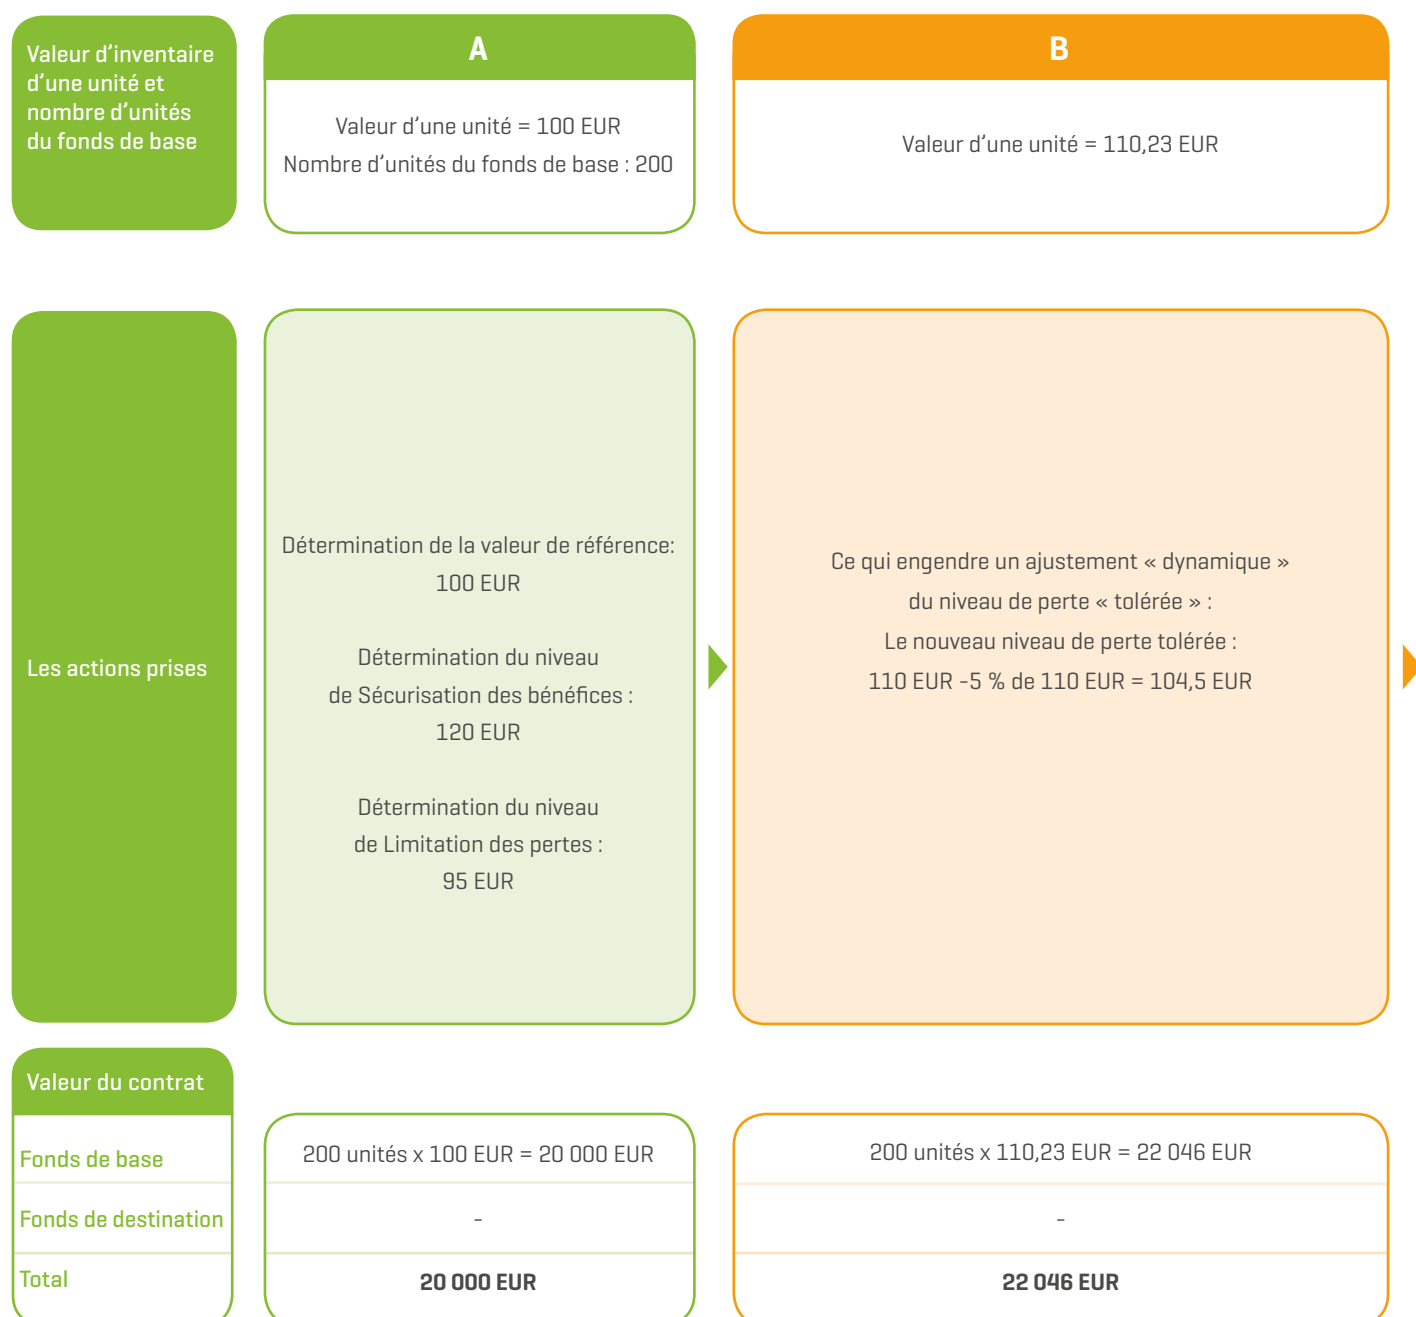 Valeur d’inventaire
d’une unité et
nombre d’unités
du fonds de base
A
Valeur d’une unité = 100 EUR
Nombre d’unités du fonds de base : 200
B
Valeur d’une unité = 110,23 EUR
Les actions prises
Détermination de la valeur de référence:
100 EUR
Détermination du niveau
de Sécurisation des bénéfices :
120 EUR
Détermination du niveau
de Limitation des pertes :
95 EUR
Ce qui engendre un ajustement « dynamique »
du niveau de perte « tolérée » :
Le nouveau niveau de perte tolérée :
110 EUR -5 % de 110 EUR = 104,5 EUR
Valeur du contrat
Fonds de base
200 unités x 100 EUR = 20 000 EUR
200 unités x 110,23 EUR = 22 046 EUR
Fonds de destination
-
-
Total
20 000 EUR
22 046 EUR